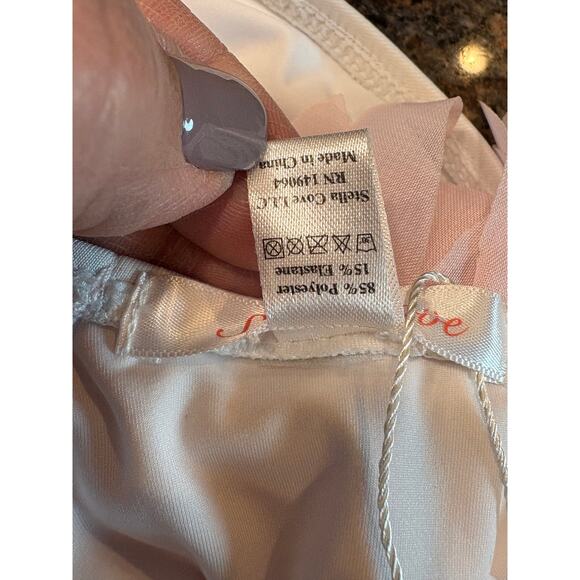 85% Polyester
15% Elastane
Stella Cove LLC
RN 149064
Made in China